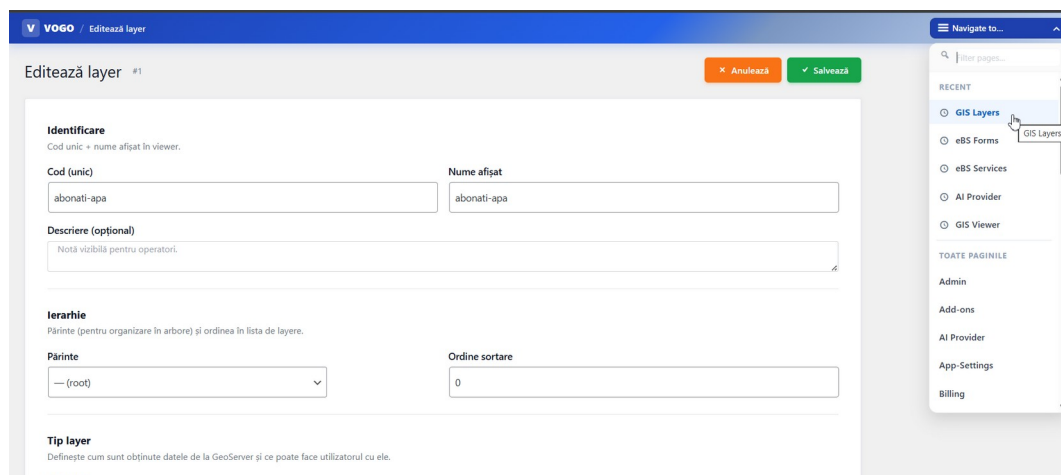 V VOGO / Editează layer
Navigate to...
Editează layer #1
× Anulează
✓ Salvează
Filter pages...
RECENT
GIS Layers
GIS Layers
eBS Forms
eBS Services
AI Provider
GIS Viewer
TOATE PAGINILE
Admin
Add-ons
AI Provider
App-Settings
Billing
Identificare
Cod unic + nume afișat în viewer.
Cod (unic)
Nume afișat
abonati-apa
abonati-apa
Descriere (opțional)
Notă vizibilă pentru operatori.
Ierarhie
Părinte (pentru organizare în arbore) și ordinea în lista de layere.
Părinte
Ordine sortare
— (root)
0
Tip layer
Definește cum sunt obținute datele de la GeoServer și ce poate face utilizatorul cu ele.